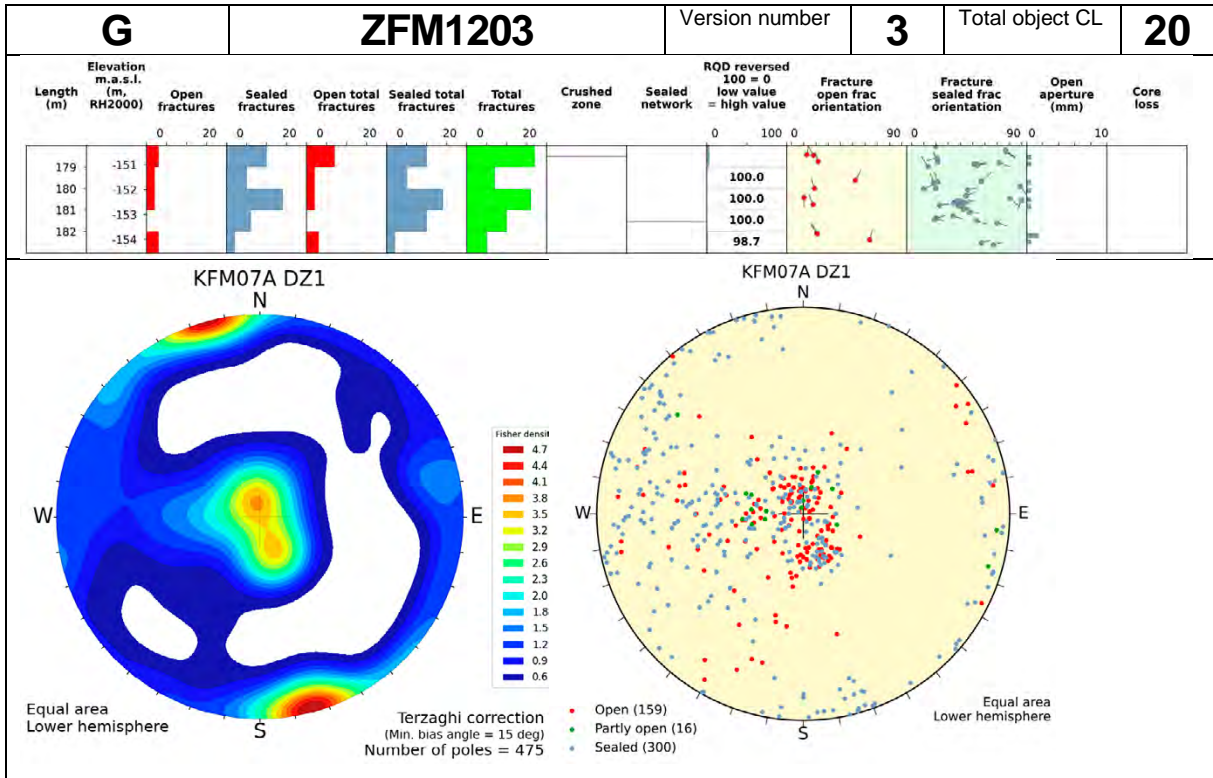 G ZFM1203 Version number 3 Total object CL 20
Length (m) Elevation m.a.s.l. (m, RH2000) Open fractures Sealed fractures Open total fractures Sealed total fractures Total fractures Crushed zone Sealed network RQD reversed 100 = 0 low value = high value Fracture open frac orientation Fracture sealed frac orientation Open aperture (mm) Core loss
0 20 0 20 0 20 0 20 0 20 0 100 0 90 0 90 0 10
179 -151
100.0
180 -152
100.0
181 -153
100.0
182 -154
98.7
KFM07A DZ1
N
W
E
S
Fisher densit
4.7
4.4
4.1
3.8
3.5
3.2
2.9
2.6
2.3
2.0
1.8
1.5
1.2
0.9
0.6
Equal area
Lower hemisphere
Terzaghi correction
(Min. bias angle = 15 deg)
Number of poles = 475
KFM07A DZ1
N
W
E
S
Open (159)
Partly open (16)
Sealed (300)
Equal area
Lower hemisphere